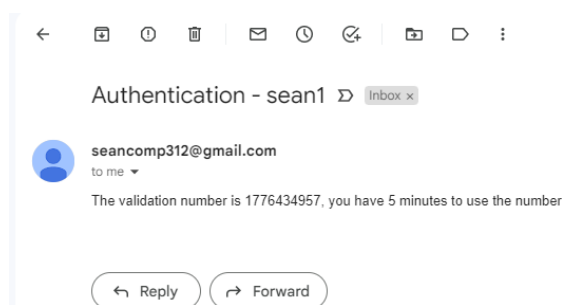 Authentication - sean1
Inbox ×
seancomp312@gmail.com
to me
The validation number is 1776434957, you have 5 minutes to use the number
Reply
Forward